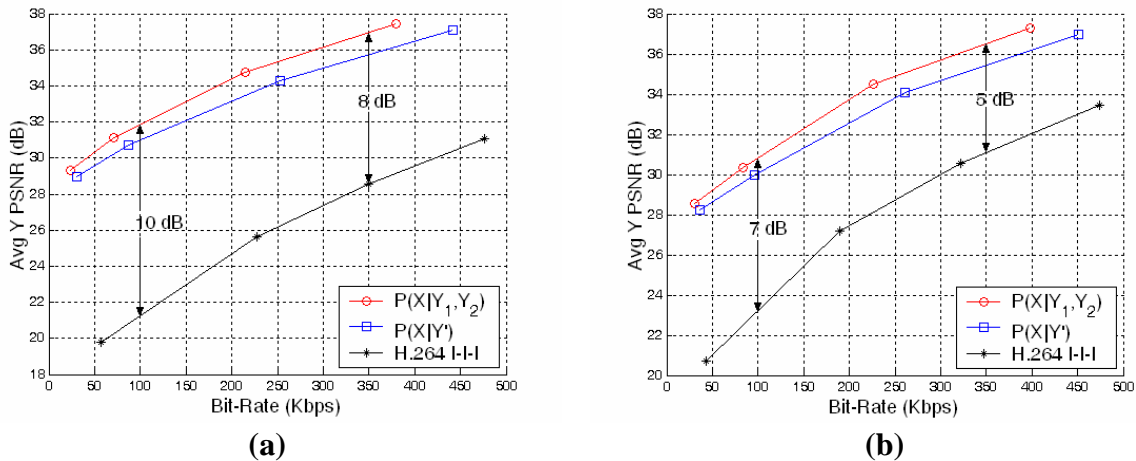 38
36
34
32
30
28
26
24
22
20
18
Avg Y PSNR (dB)
10 dB
8 dB
P(X|Y1,Y2)
P(X|Y')
H.264 I-I-I
0 50 100 150 200 250 300 350 400 450 500
Bit-Rate (Kbps)
(a)
38
36
34
32
30
28
26
24
22
20
Avg Y PSNR (dB)
7 dB
5 dB
P(X|Y1,Y2)
P(X|Y')
H.264 I-I-I
0 50 100 150 200 250 300 350 400 450 500
Bit-Rate (Kbps)
(b)